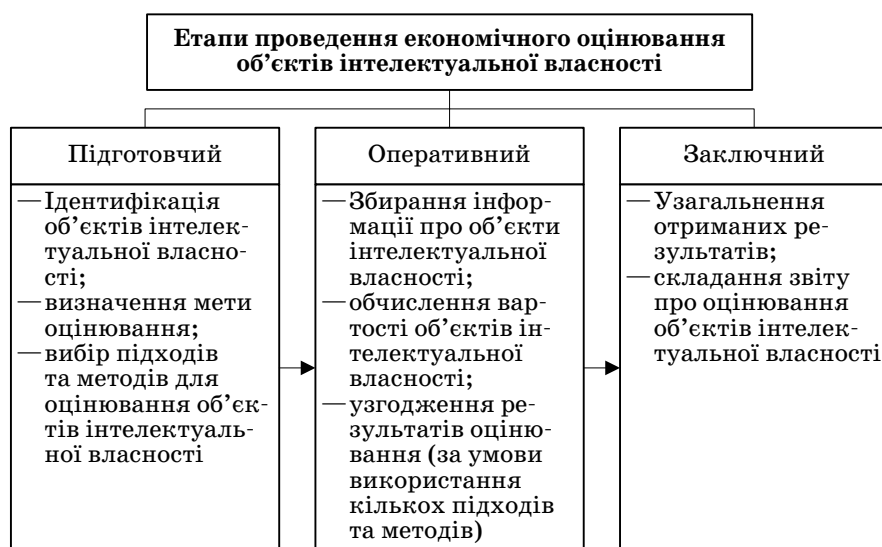 Етапи проведення економічного оцінювання
об’єктів інтелектуальної власності
Підготовчий
— Ідентифікація
об’єктів інтелек-
туальної власно-
сті;
— визначення мети
оцінювання;
— вибір підходів
та методів для
оцінювання об’єк-
тів інтелектуаль-
ної власності
Оперативний
— Збирання інфор-
мації про об’єкти
інтелектуальної
власності;
— обчислення вар-
тості об’єктів ін-
телектуальної
власності;
— узгодження ре-
зультатів оціню-
вання (за умови
використання
кількох підходів
та методів)
Заключний
— Узагальнення
отриманих ре-
зультатів;
— складання звіту
про оцінювання
об’єктів інтелек-
туальної власності